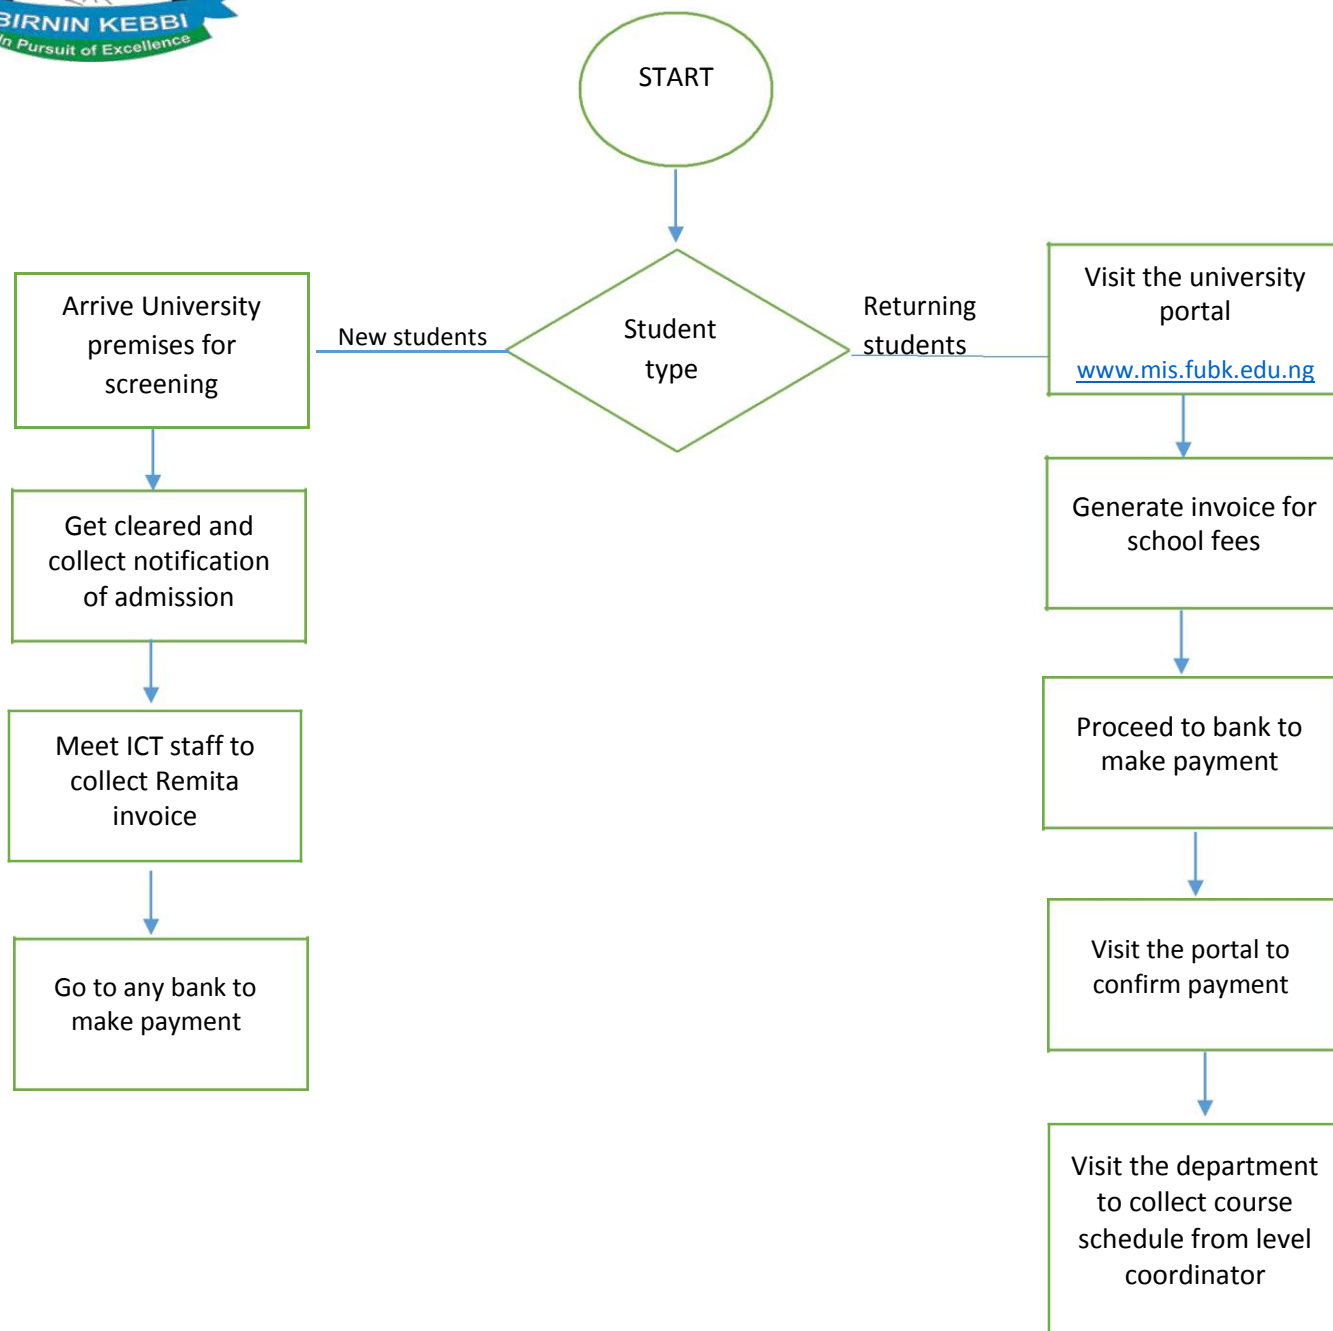 BIRNIN KEBBI
In Pursuit of Excellence
START
Student
type
New students
Returning
students
Arrive University
premises for
screening
Get cleared and
collect notification
of admission
Meet ICT staff to
collect Remita
invoice
Go to any bank to
make payment
Visit the university
portal
www.mis.fubk.edu.ng
Generate invoice for
school fees
Proceed to bank to
make payment
Visit the portal to
confirm payment
Visit the department
to collect course
schedule from level
coordinator